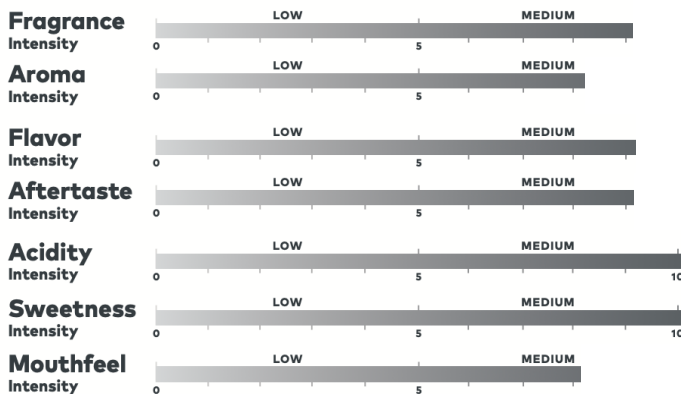 Fragrance LOW MEDIUM
Intensity 0 5
Aroma LOW MEDIUM
Intensity 0 5
Flavor LOW MEDIUM
Intensity 0 5
Aftertaste LOW MEDIUM
Intensity 0 5
Acidity LOW MEDIUM
Intensity 0 5 10
Sweetness LOW MEDIUM
Intensity 0 5 10
Mouthfeel LOW MEDIUM
Intensity 0 5